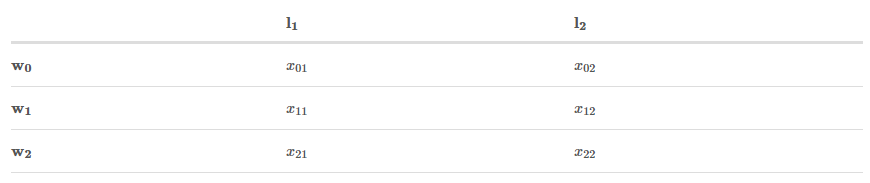 l₁ l₂
w₀ x₀₁ x₀₂
w₁ x₁₁ x₁₂
w₂ x₂₁ x₂₂